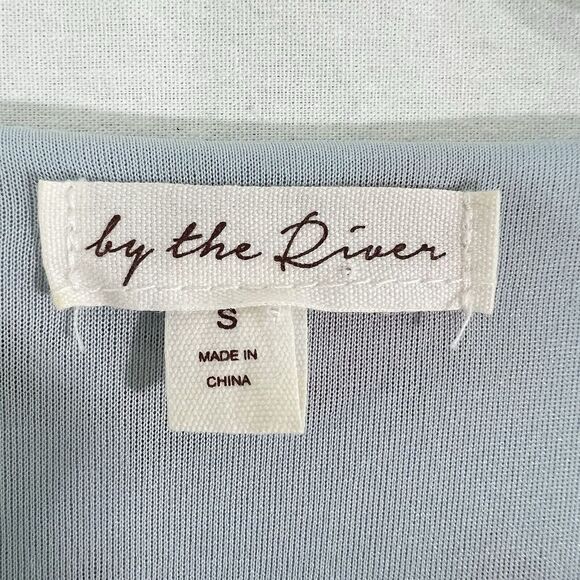 by the River
S
MADE IN
CHINA